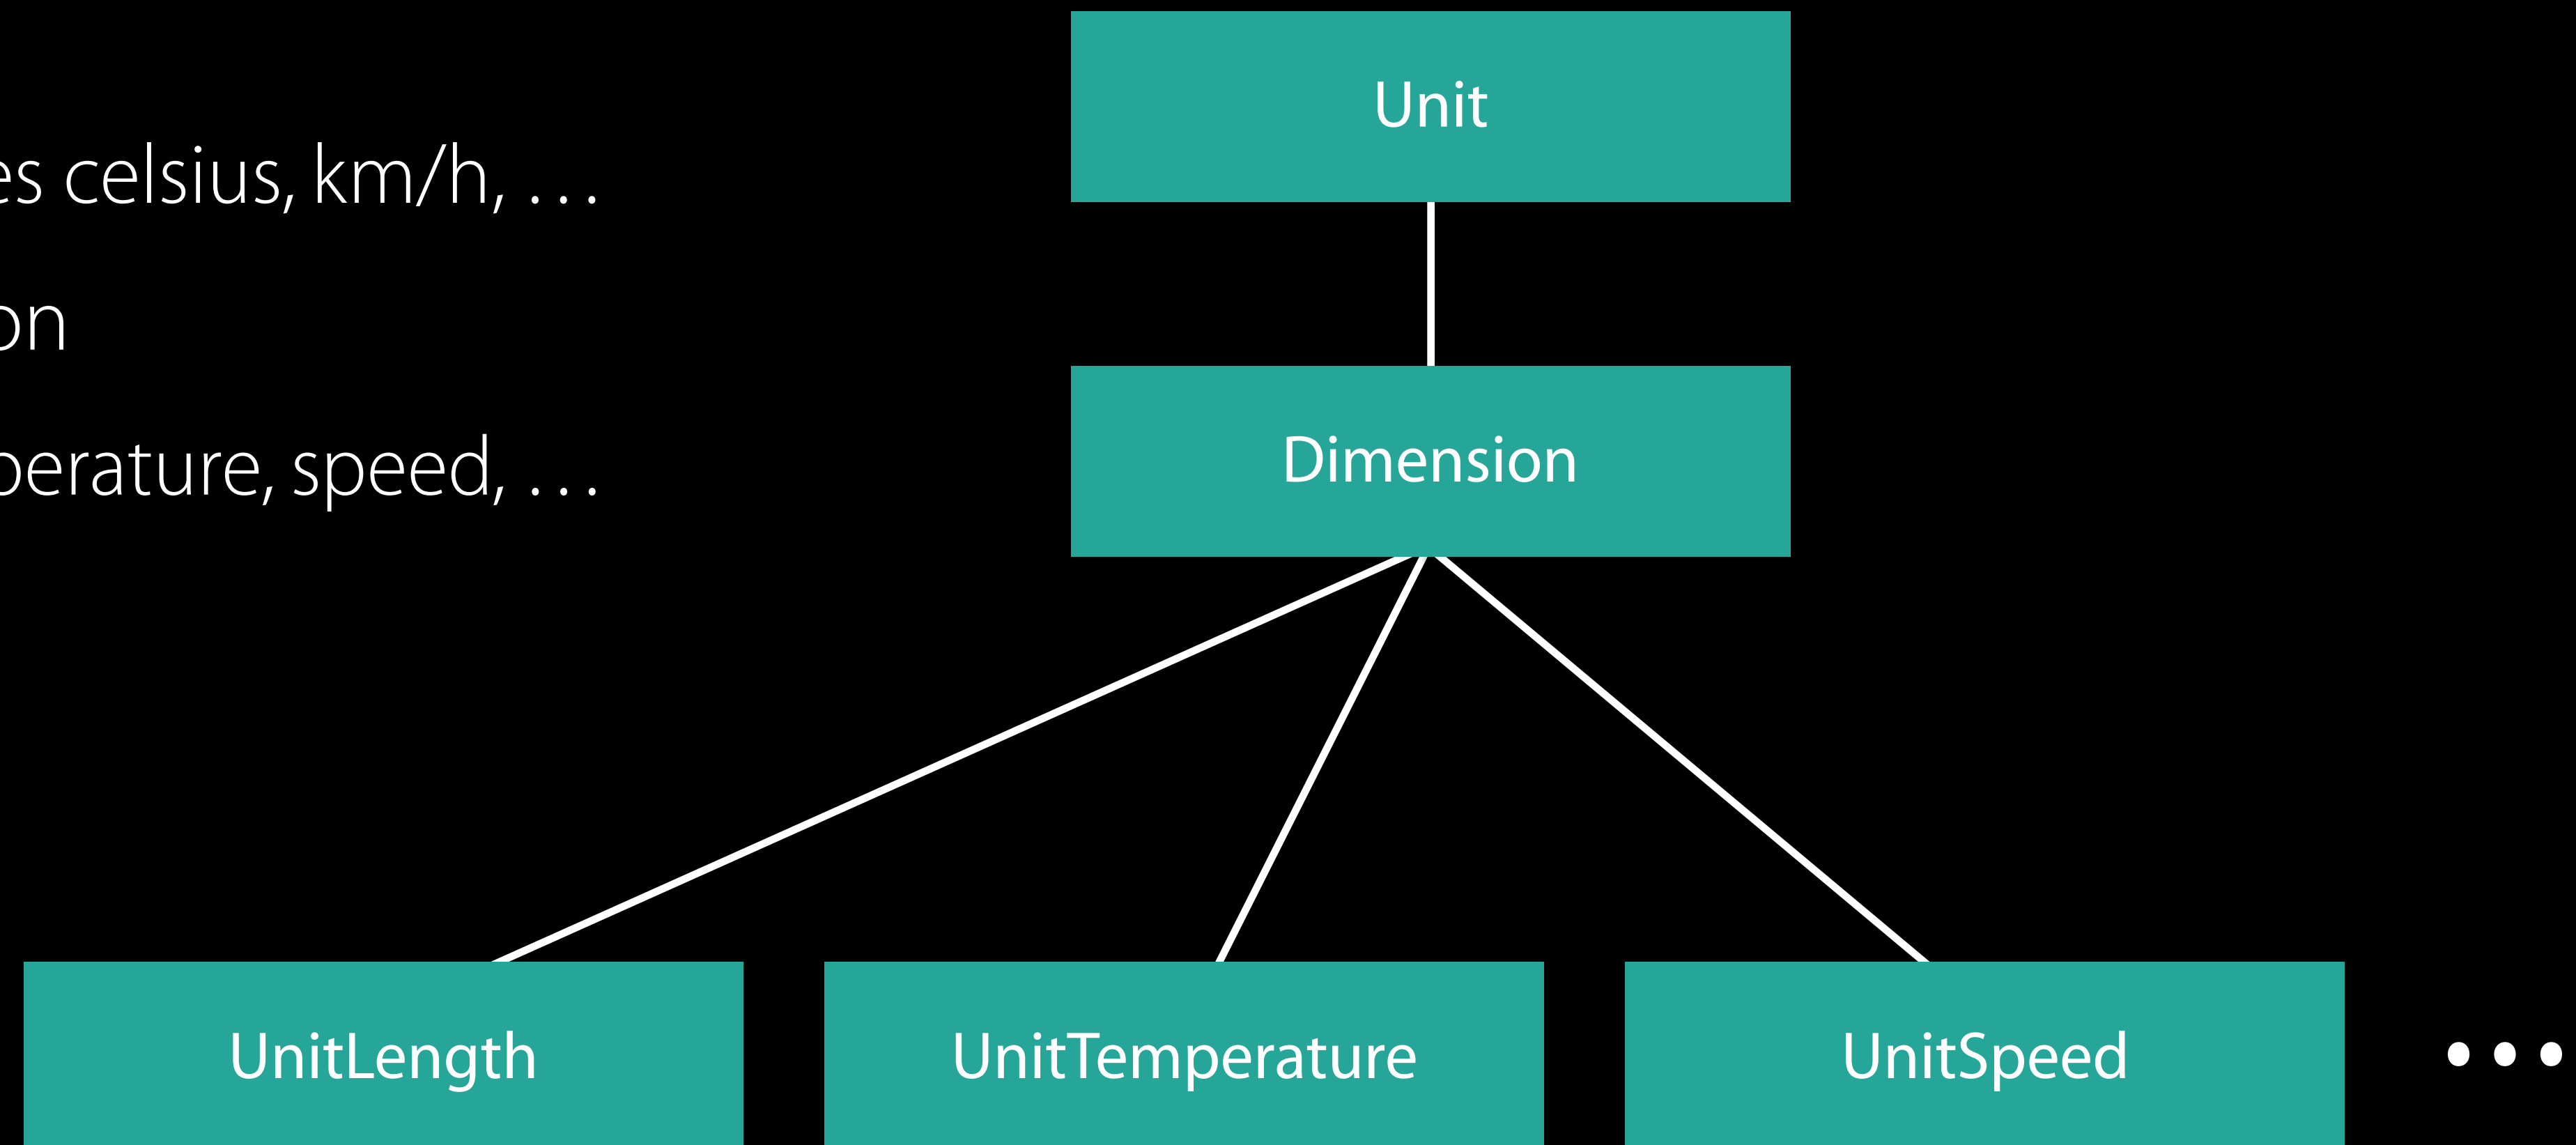 es celsius, km/h, …
on
perature, speed, …
Unit
Dimension
UnitLength
UnitTemperature
UnitSpeed
…